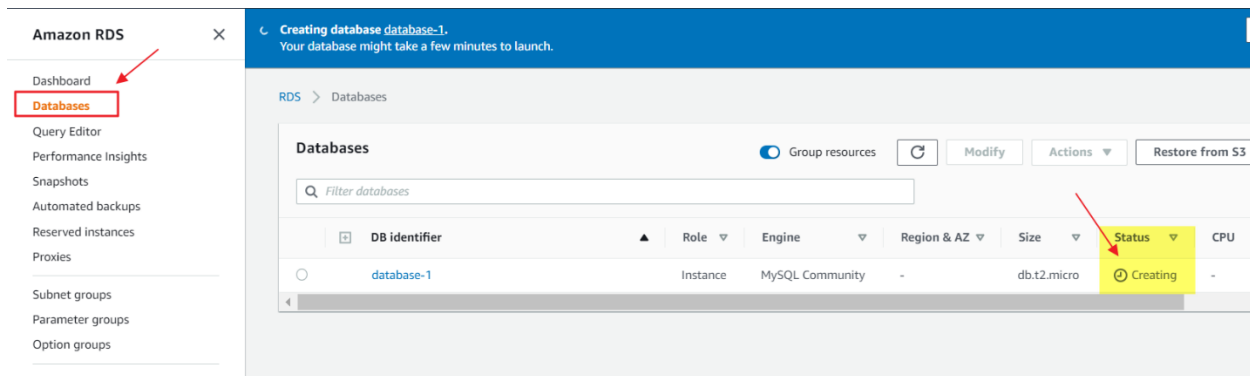 Amazon RDS
Dashboard
Databases
Query Editor
Performance Insights
Snapshots
Automated backups
Reserved instances
Proxies
Subnet groups
Parameter groups
Option groups
Creating database database-1.
Your database might take a few minutes to launch.
RDS > Databases
Databases Group resources Modify Actions Restore from S3
Filter databases
DB identifier Role Engine Region & AZ Size Status CPU
database-1 Instance MySQL Community - db.t2.micro Creating -